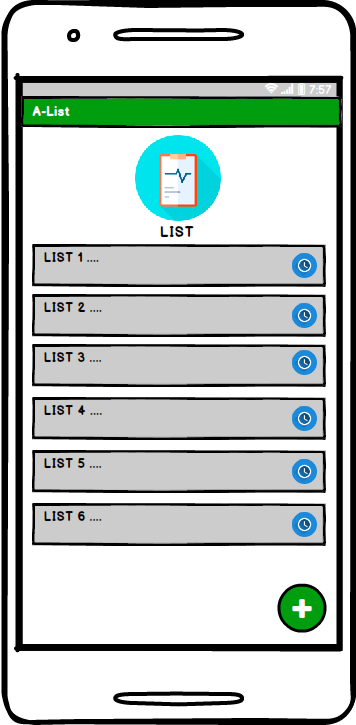 7:57
A-List
LIST
LIST 1 ....
LIST 2 ....
LIST 3 ....
LIST 4 ....
LIST 5 ....
LIST 6 ....